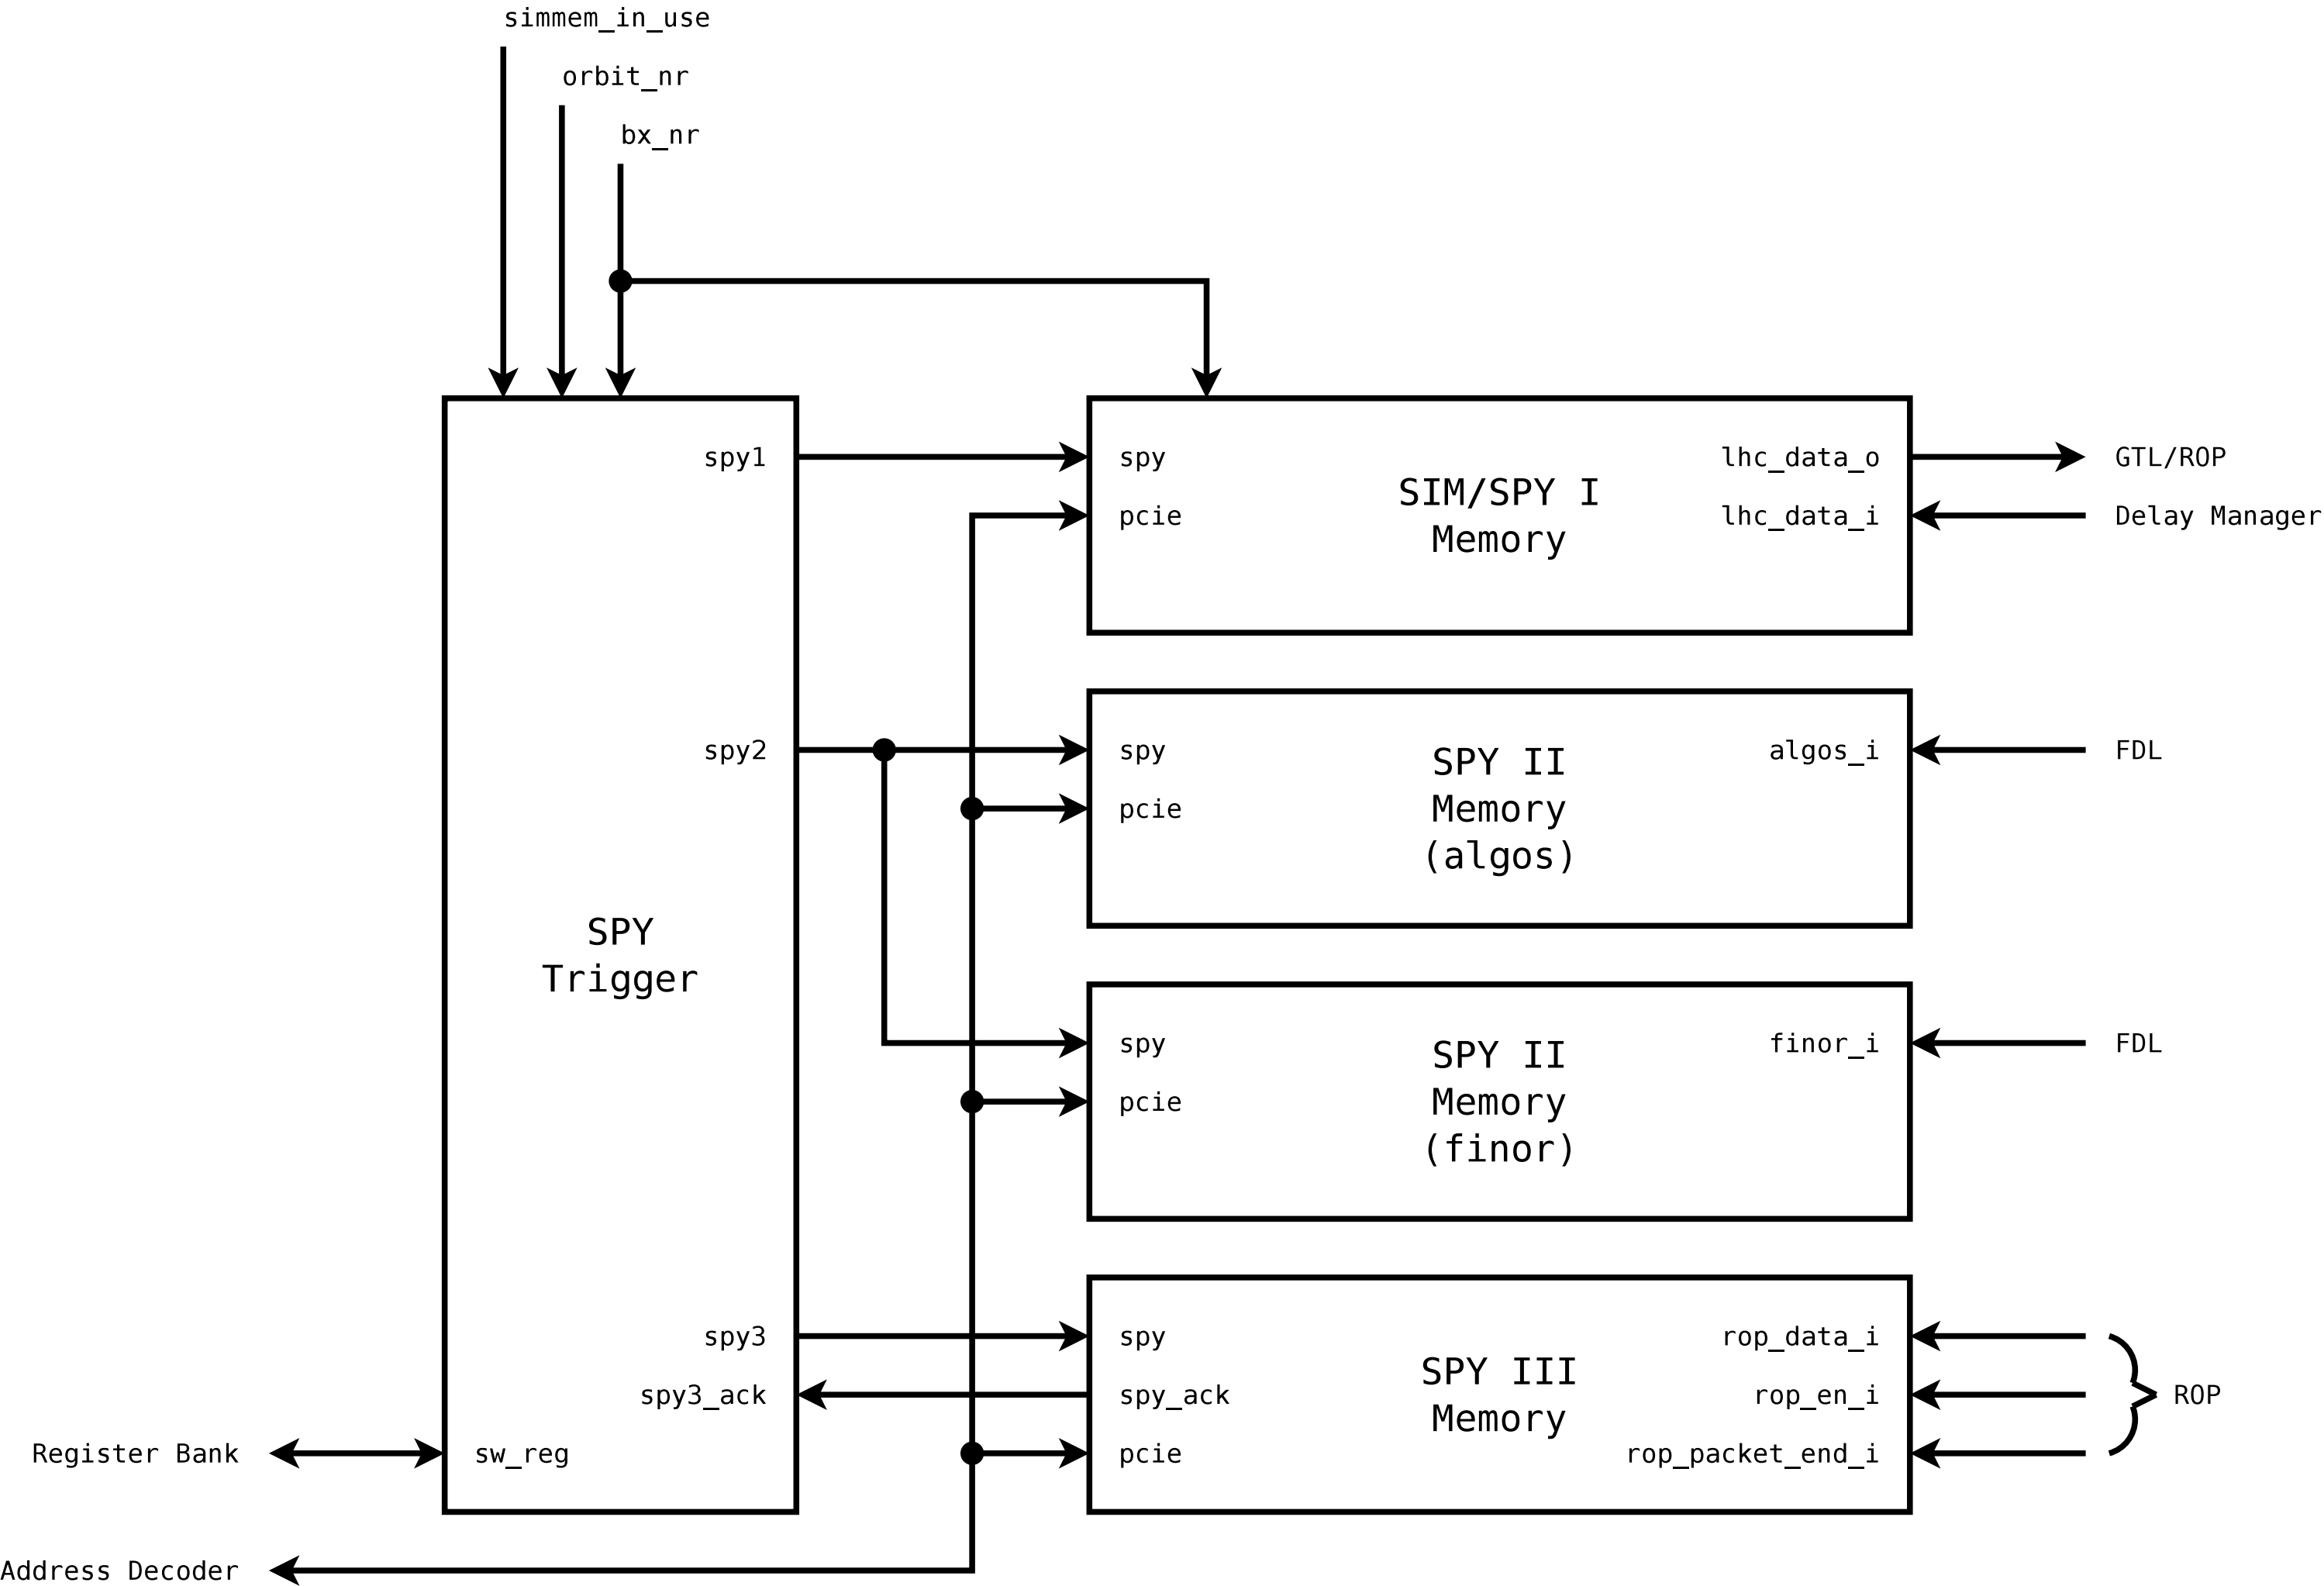 simmem_in_use
orbit_nr
bx_nr
spy1
spy
lhc_data_o
GTL/ROP
SIM/SPY I
Memory
pcie
lhc_data_i
Delay Manager
spy2
spy
algos_i
FDL
SPY II
Memory
(algos)
pcie
SPY
Trigger
spy
finor_i
FDL
SPY II
Memory
(finor)
pcie
spy3
spy
rop_data_i
SPY III
Memory
spy3_ack
spy_ack
rop_en_i
ROP
Register Bank
sw_reg
pcie
rop_packet_end_i
Address Decoder